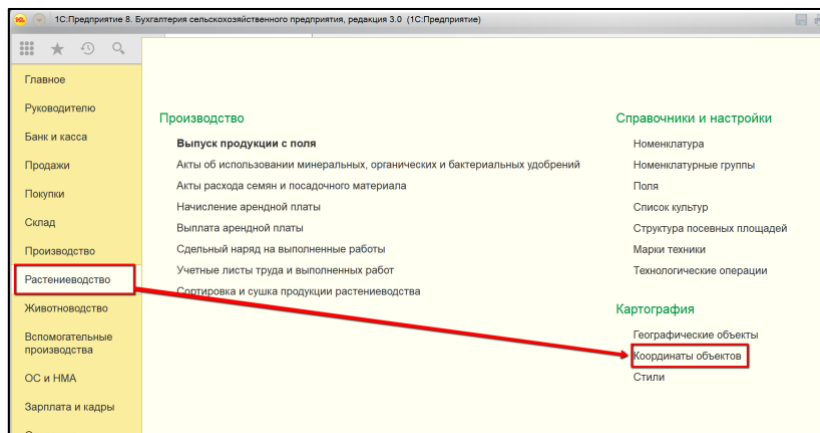 1С:Предприятие 8. Бухгалтерия сельскохозяйственного предприятия, редакция 3.0 (1С:Предприятие)
Главное
Руководителю
Банк и касса
Продажи
Покупки
Склад
Производство
Растениеводство
Животноводство
Вспомогательные
производства
ОС и НМА
Зарплата и кадры
Производство
Выпуск продукции с поля
Акты об использовании минеральных, органических и бактериальных удобрений
Акты расхода семян и посадочного материала
Начисление арендной платы
Выплата арендной платы
Сдельный наряд на выполненные работы
Учетные листы труда и выполненных работ
Сортировка и сушка продукции растениеводства
Справочники и настройки
Номенклатура
Номенклатурные группы
Поля
Список культур
Структура посевных площадей
Марки техники
Технологические операции
Картография
Географические объекты
Координаты объектов
Стили